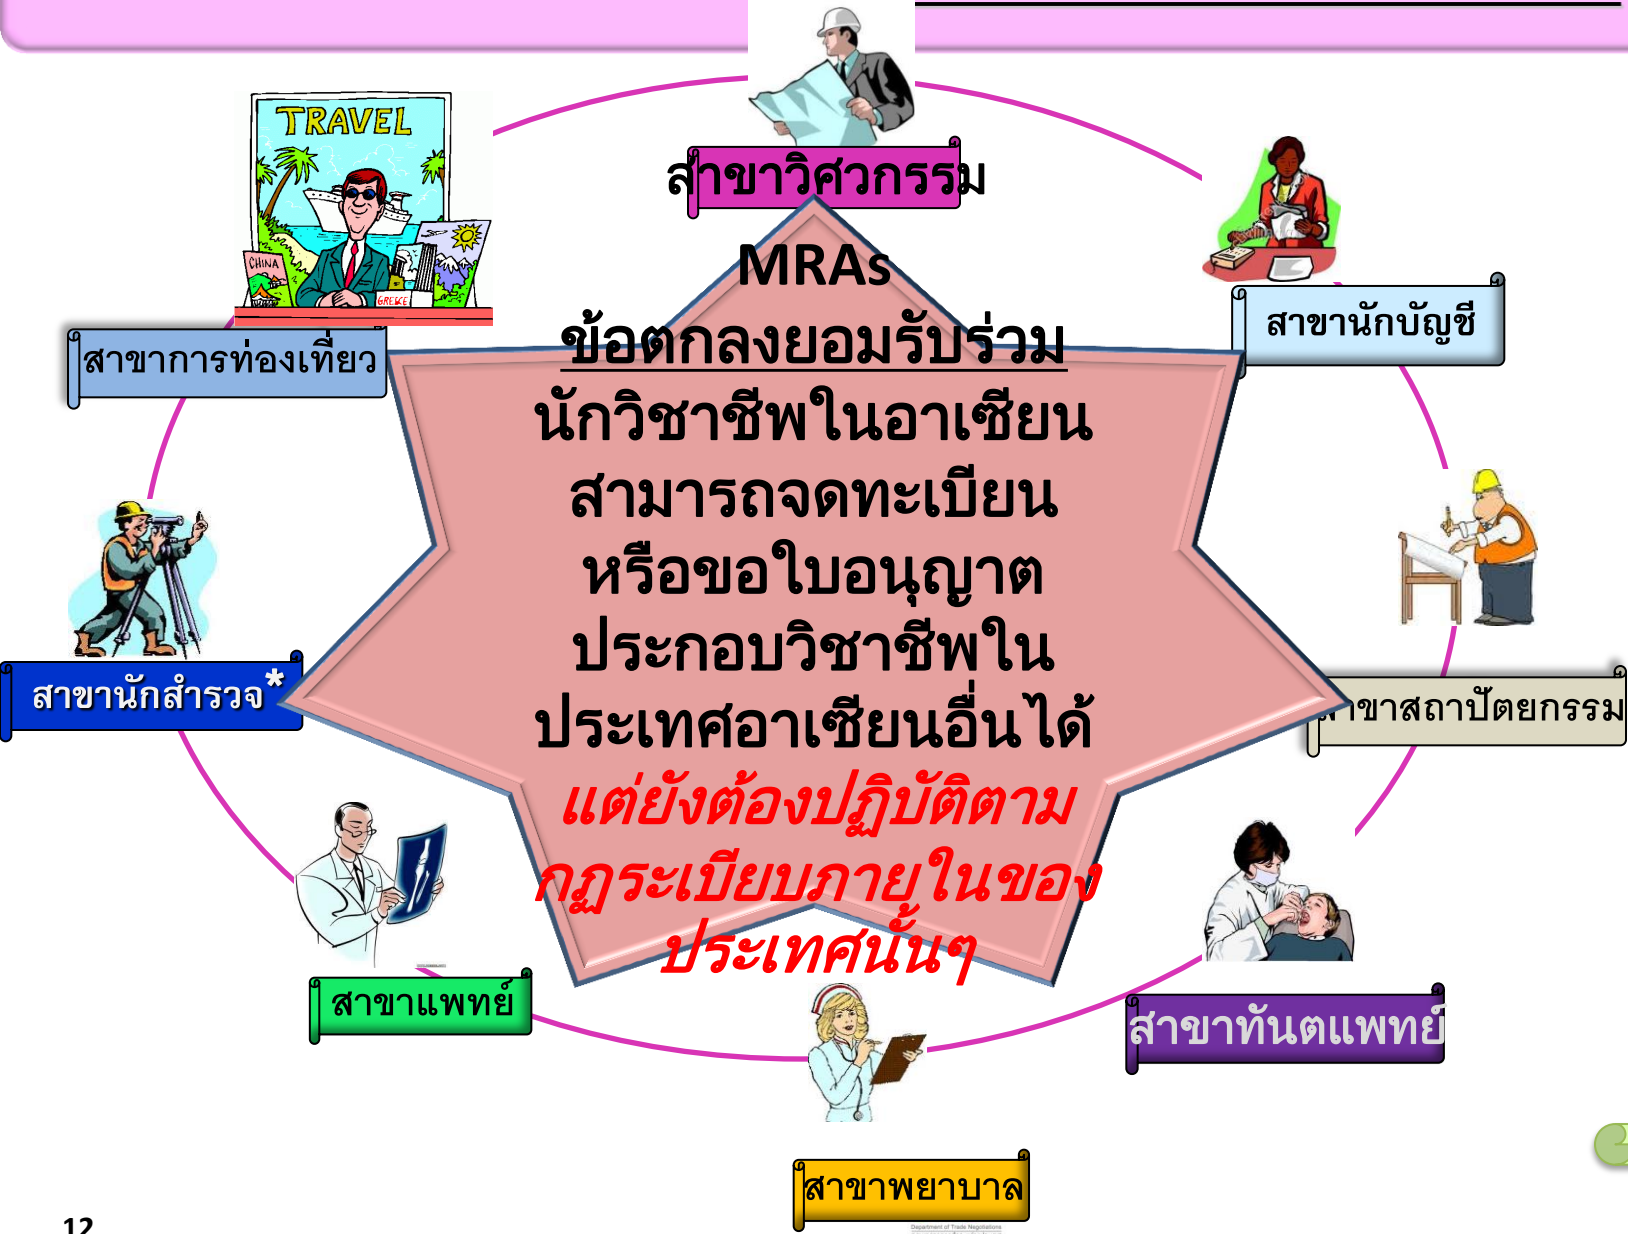 TRAVEL
CHINA
GREECE
สาขาวิศวกรรม
สาขานักบัญชี
สาขาการท่องเที่ยว
MRAs
ข้อตกลงยอมรับร่วม
นักวิชาชีพในอาเซียน
สามารถจดทะเบียน
หรือขอใบอนุญาต
ประกอบวิชาชีพใน
ประเทศอาเซียนอื่นได้
แต่ยังต้องปฏิบัติตาม
กฏระเบียบภายในของ
ประเทศนั้นๆ
สาขานักสำรวจ*
สาขาสถาปัตยกรรม
สาขาแพทย์
สาขาทันตแพทย์
สาขาพยาบาล
Department of Trade Negotiations
12